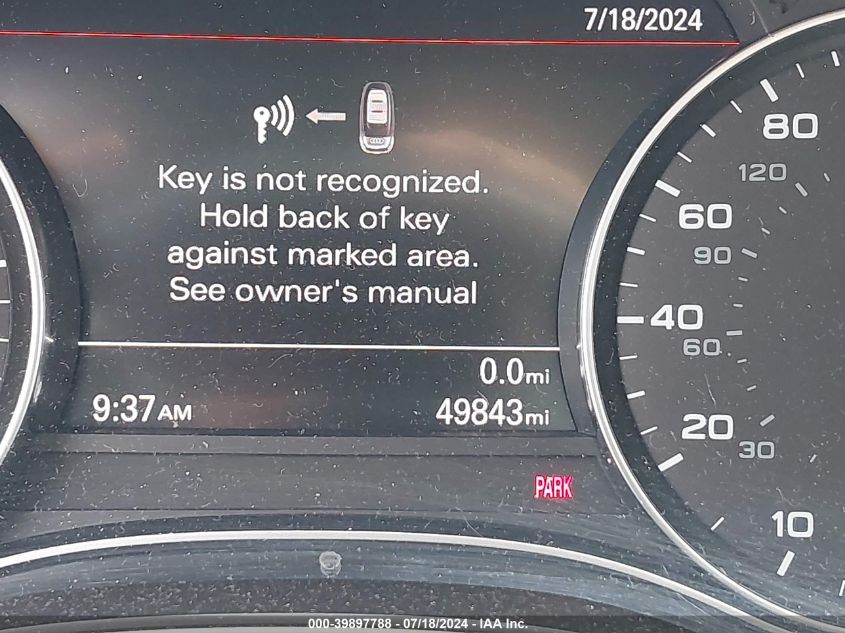 7/18/2024
Key is not recognized.
Hold back of key
against marked area.
See owner's manual
0.0mi
9:37AM 49843mi
PARK
80
120
60
90
40
60
20
30
10
000-39897788 - 07/18/2024 - IAA Inc.